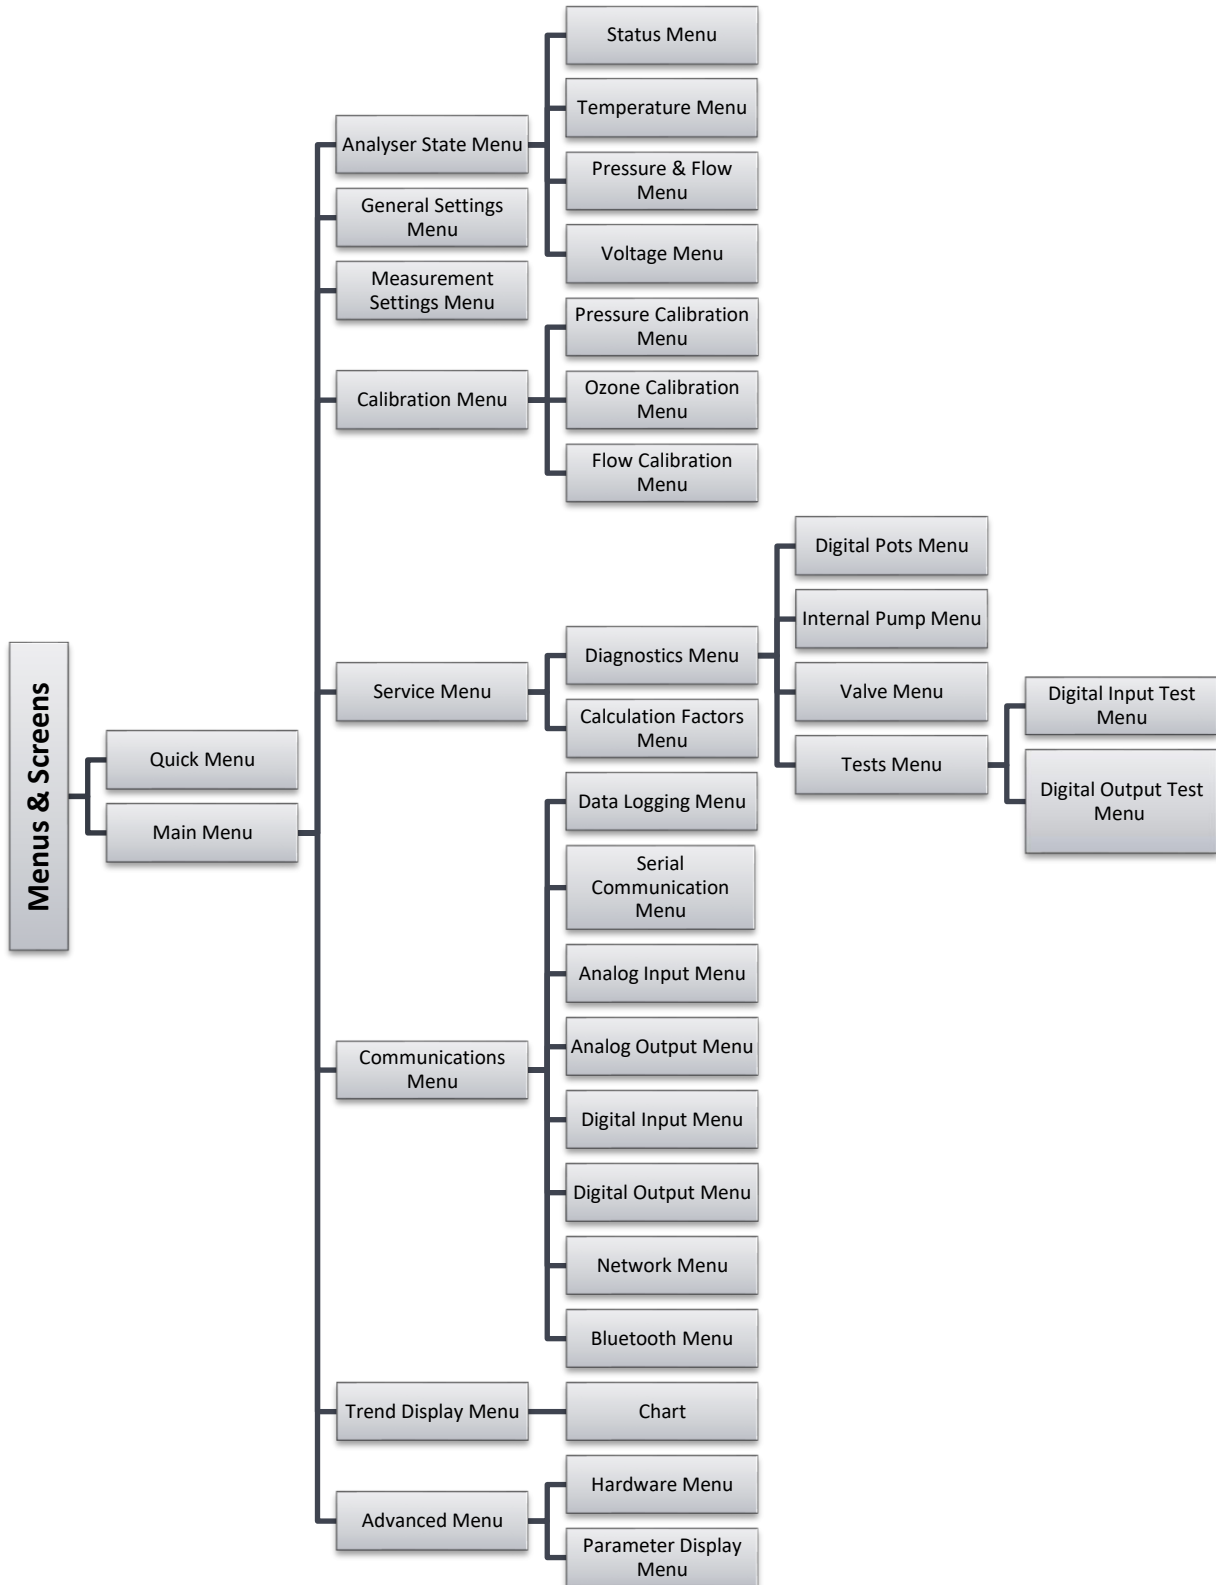 Menus & Screens
Quick Menu
Main Menu
Analyser State Menu
Status Menu
Temperature Menu
Pressure & Flow
Menu
Voltage Menu
General Settings
Menu
Measurement
Settings Menu
Calibration Menu
Pressure Calibration
Menu
Ozone Calibration
Menu
Flow Calibration
Menu
Service Menu
Diagnostics Menu
Digital Pots Menu
Internal Pump Menu
Valve Menu
Tests Menu
Digital Input Test
Menu
Digital Output Test
Menu
Calculation Factors
Menu
Communications
Menu
Data Logging Menu
Serial
Communication
Menu
Analog Input Menu
Analog Output Menu
Digital Input Menu
Digital Output Menu
Network Menu
Bluetooth Menu
Trend Display Menu
Chart
Advanced Menu
Hardware Menu
Parameter Display
Menu